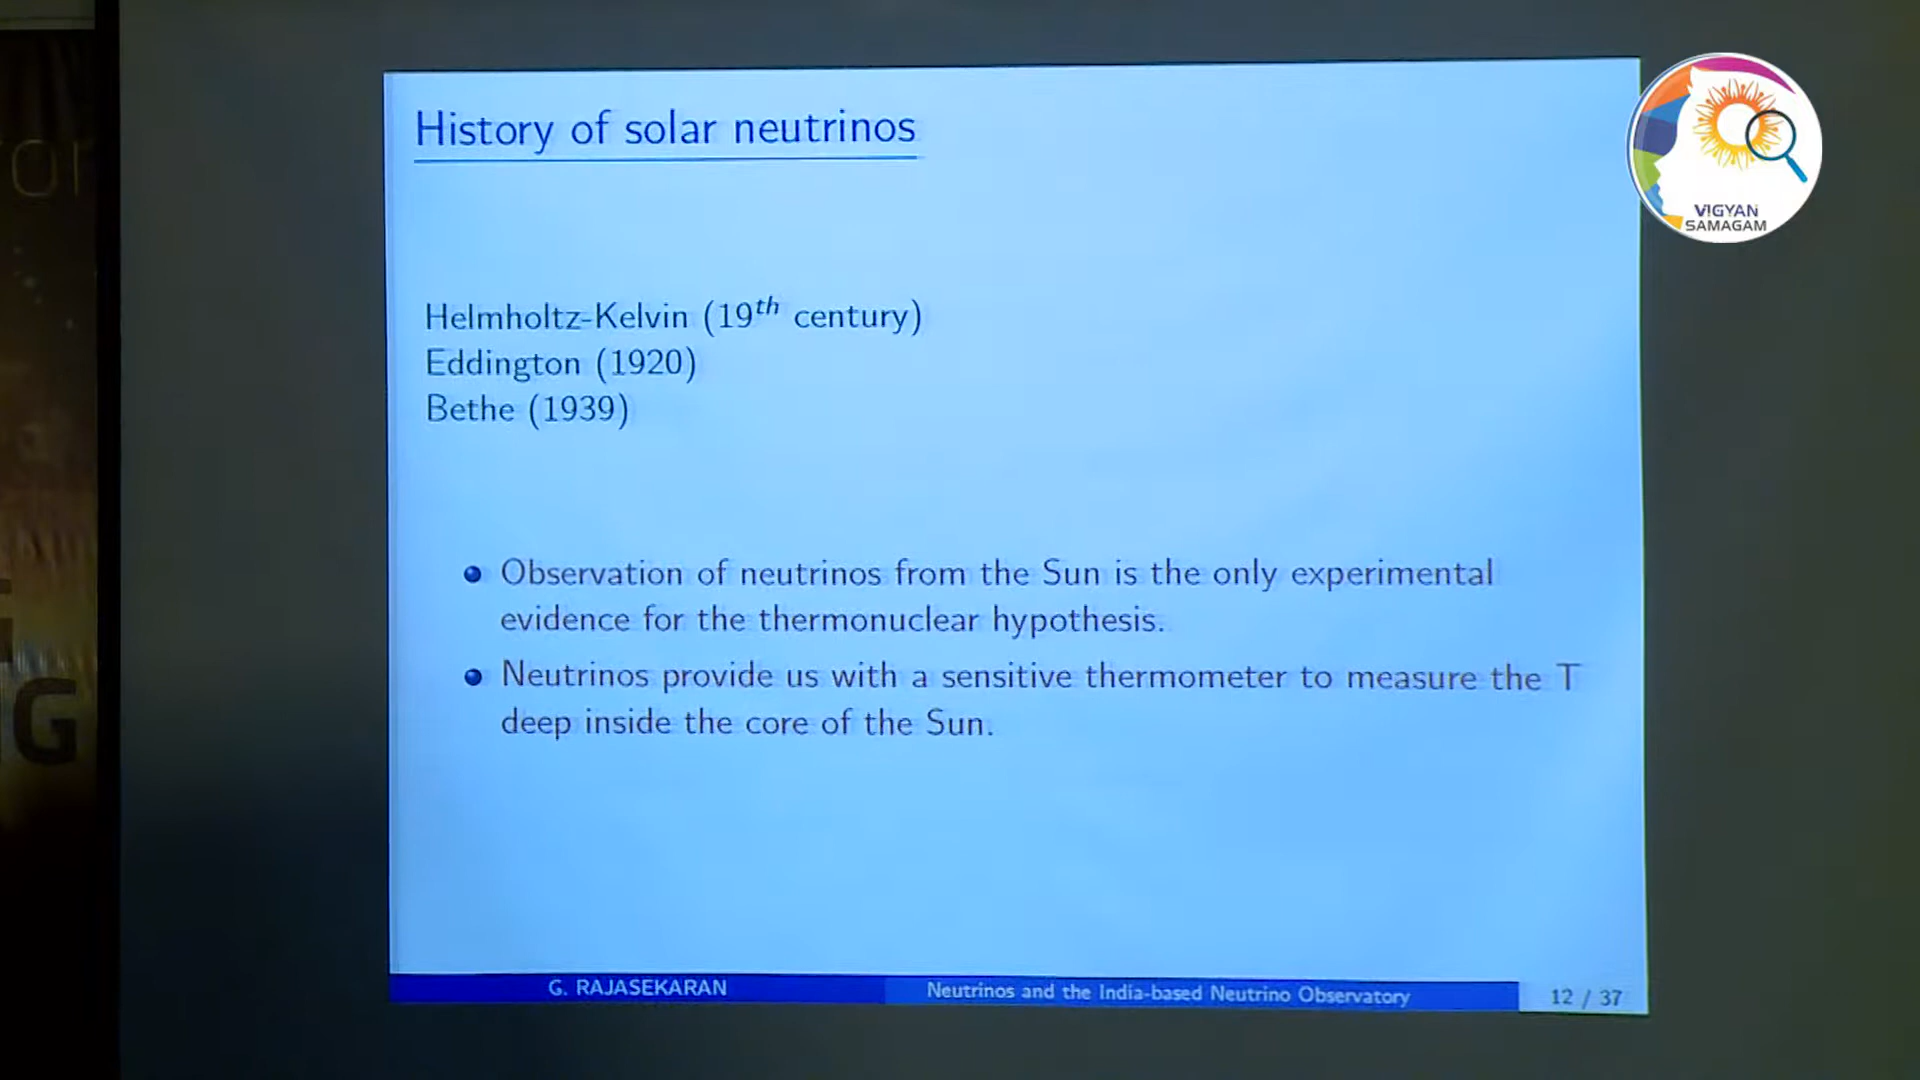 VIGYAN
SAMAGAM
History of solar neutrinos
Helmholtz-Kelvin (19th century)
Eddington (1920)
Bethe (1939)
Observation of neutrinos from the Sun is the only experimental
evidence for the thermonuclear hypothesis.
Neutrinos provide us with a sensitive thermometer to measure the T
deep inside the core of the Sun.
G. RAJASEKARAN
Neutrinos and the India-based Neutrino Observatory
12 / 37